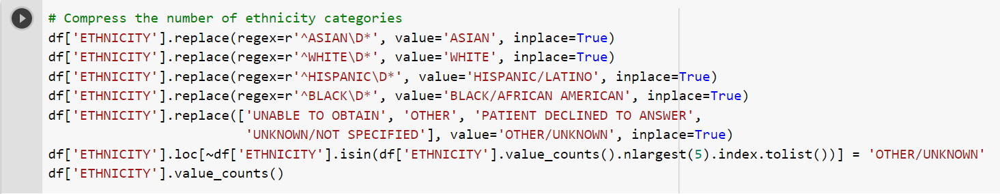 # Compress the number of ethnicity categories
df['ETHNICITY'].replace(regex=r'^ASIAN\D*', value='ASIAN', inplace=True)
df['ETHNICITY'].replace(regex=r'^WHITE\D*', value='WHITE', inplace=True)
df['ETHNICITY'].replace(regex=r'^HISPANIC\D*', value='HISPANIC/LATINO', inplace=True)
df['ETHNICITY'].replace(regex=r'^BLACK\D*', value='BLACK/AFRICAN AMERICAN', inplace=True)
df['ETHNICITY'].replace(['UNABLE TO OBTAIN', 'OTHER', 'PATIENT DECLINED TO ANSWER',
                         'UNKNOWN/NOT SPECIFIED'], value='OTHER/UNKNOWN', inplace=True)
df['ETHNICITY'].loc[~df['ETHNICITY'].isin(df['ETHNICITY'].value_counts().nlargest(5).index.tolist())] = 'OTHER/UNKNOWN'
df['ETHNICITY'].value_counts()